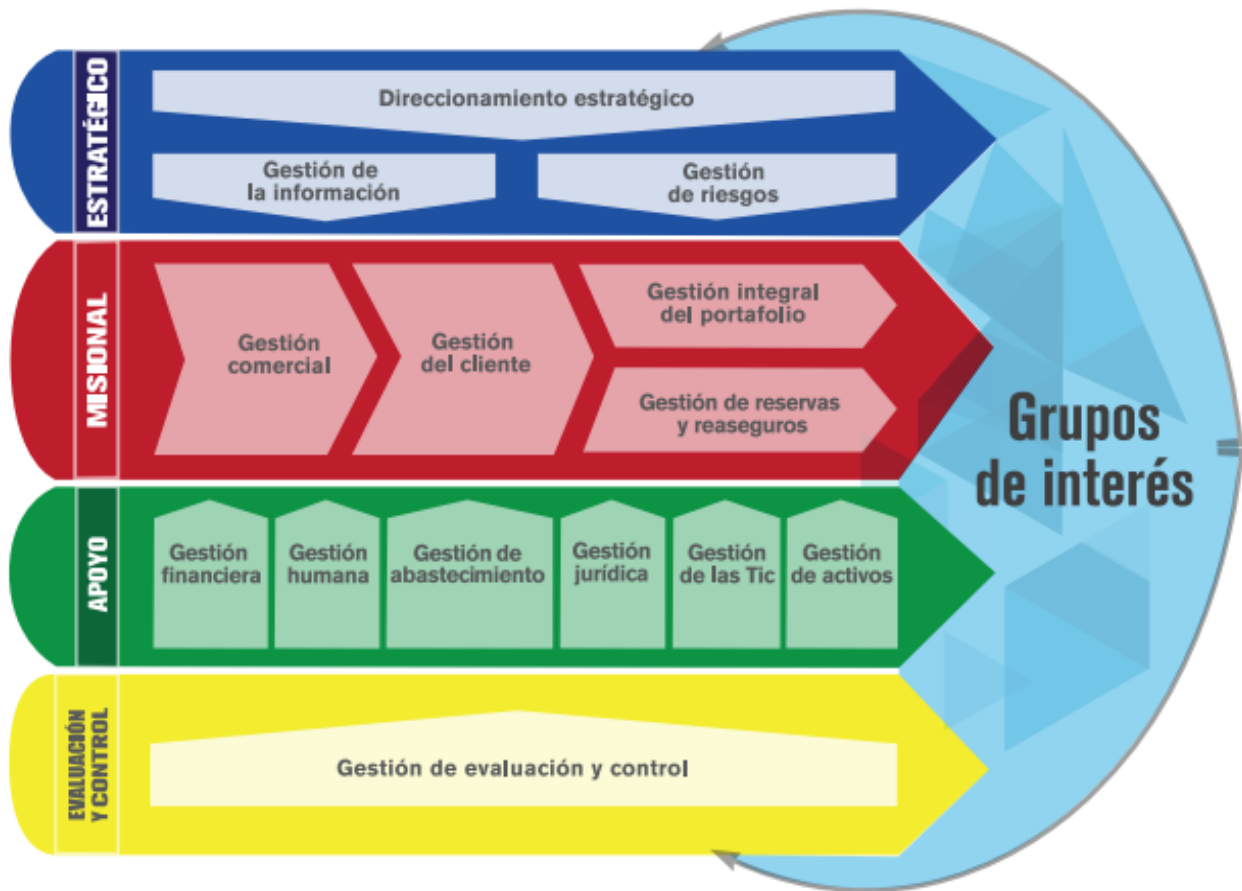 ESTRATÉGICO
Direccionamiento estratégico
Gestión de
la información
Gestión
de riesgos
MISIONAL
Gestión
comercial
Gestión
del cliente
Gestión integral
del portafolio
Gestión de reservas
y reaseguros
APOYO
Gestión
financiera
Gestión
humana
Gestión de
abastecimiento
Gestión
jurídica
Gestión
de las Tic
Gestión
de activos
EVALUACIÓN
Y CONTROL
Gestión de evaluación y control
Grupos
de interés